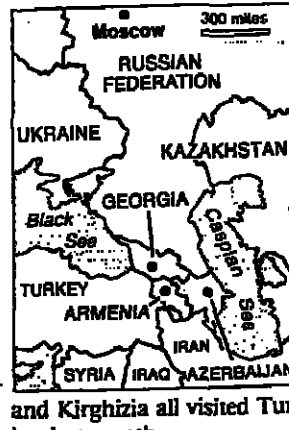 300 miles
Moscow
RUSSIAN
FEDERATION
UKRAINE
KAZAKHSTAN
GEORGIA
Black
Sea
Caspian
Sea
TURKEY
ARMENIA
IRAN
SYRIA
IRAQ
AZERBAIJAN
and Kirghizia all visited Tur